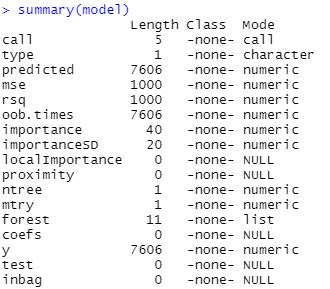 > summary(model)
Length Class Mode
call 5 -none- call
type 1 -none- character
predicted 7606 -none- numeric
mse 1000 -none- numeric
rsq 1000 -none- numeric
oob.times 7606 -none- numeric
importance 40 -none- numeric
importanceSD 20 -none- numeric
localImportance 0 -none- NULL
proximity 0 -none- NULL
ntree 1 -none- numeric
mtry 1 -none- numeric
forest 11 -none- list
coefs 0 -none- NULL
y 7606 -none- numeric
test 0 -none- NULL
inbag 0 -none- NULL